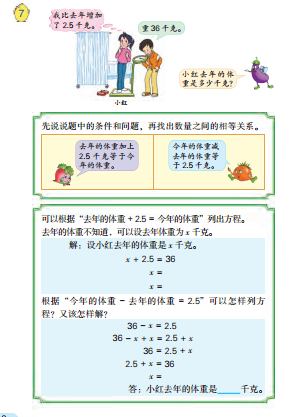 7
我比去年增加
了 2.5 千克。
重 36 千克。
小红去年的体
重是多少千克?
小红
先说说题中的条件和问题,再找出数量之间的相等关系。
去年的体重加上
2.5 千克等于今
年的体重。
今年的体重减
去年的体重等
于 2.5 千克。
可以根据“去年的体重 + 2.5 = 今年的体重”列出方程。
去年的体重不知道,可以设去年体重为 x 千克。
解:设小红去年的体重是 x 千克。
x + 2.5 = 36
x =
x =
根据“今年的体重 - 去年的体重 = 2.5”可以怎样列方
程?又该怎样解?
36 - x = 2.5
36 - x + x = 2.5 + x
36 = 2.5 + x
2.5 + x = 36
x =
答:小红去年的体重是_____千克。